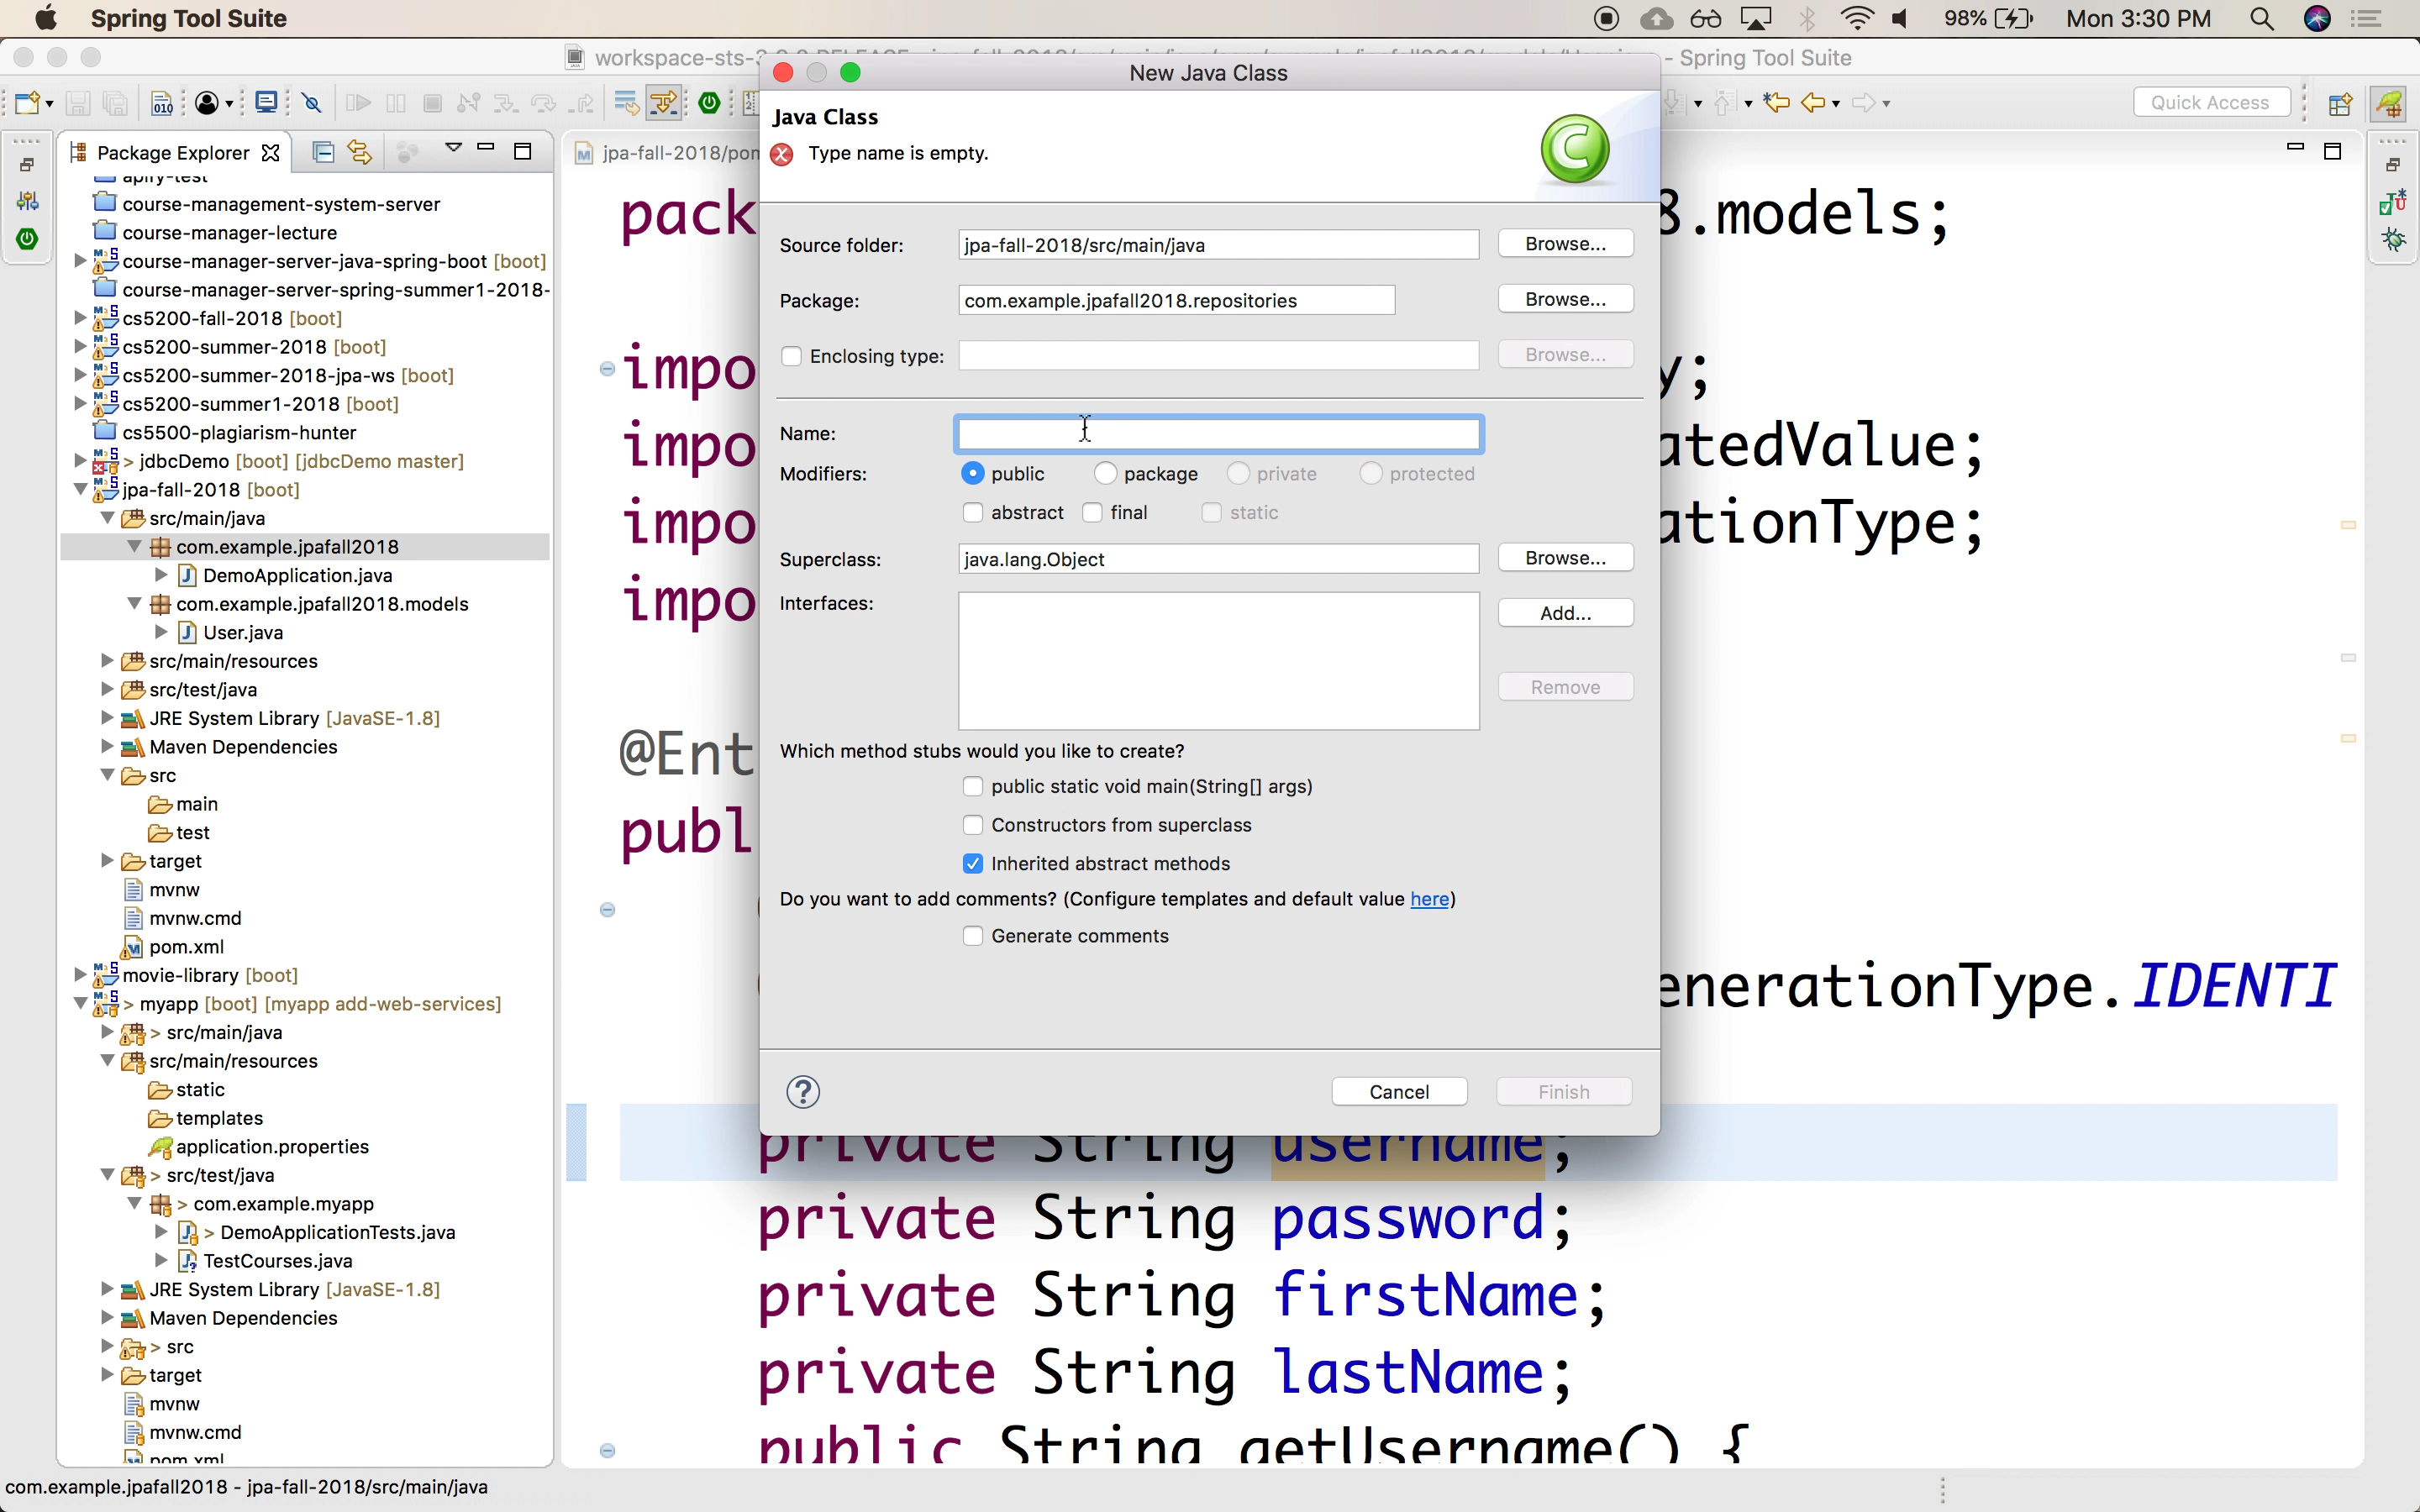 Spring Tool Suite
98%
Mon 3:30 PM
- Spring Tool Suite
New Java Class
Quick Access
Package Explorer
jpa-fall-2018/pom
course-management-system-server
course-manager-lecture
course-manager-server-java-spring-boot [boot]
course-manager-server-spring-summer1-2018-
cs5200-fall-2018 [boot]
cs5200-summer-2018 [boot]
cs5200-summer-2018-jpa-ws [boot]
cs5200-summer1-2018 [boot]
cs5500-plagiarism-hunter
> jdbcDemo [boot] [jdbcDemo master]
jpa-fall-2018 [boot]
src/main/java
com.example.jpafall2018
DemoApplication.java
com.example.jpafall2018.models
User.java
src/main/resources
src/test/java
JRE System Library [JavaSE-1.8]
Maven Dependencies
src
main
test
target
mvnw
mvnw.cmd
pom.xml
movie-library [boot]
> myapp [boot] [myapp add-web-services]
> src/main/java
src/main/resources
static
templates
application.properties
> src/test/java
> com.example.myapp
> DemoApplicationTests.java
TestCourses.java
JRE System Library [JavaSE-1.8]
Maven Dependencies
> src
target
mvnw
mvnw.cmd
pom.xml
Java Class
Type name is empty.
Source folder: jpa-fall-2018/src/main/java Browse...
Package: com.example.jpafall2018.repositories Browse...
Enclosing type: Browse...
Name:
Modifiers: public package private protected
abstract final static
Superclass: java.lang.Object Browse...
Interfaces: Add...
Remove
Which method stubs would you like to create?
public static void main(String[] args)
Constructors from superclass
Inherited abstract methods
Do you want to add comments? (Configure templates and default value here)
Generate comments
Cancel Finish
pack 8.models;
impo y;
impo atedValue;
impo ationType;
impo
@Ent
publ
enerationType.IDENTI
private String username;
private String password;
private String firstName;
private String lastName;
public String getUsername() {
com.example.jpafall2018 - jpa-fall-2018/src/main/java